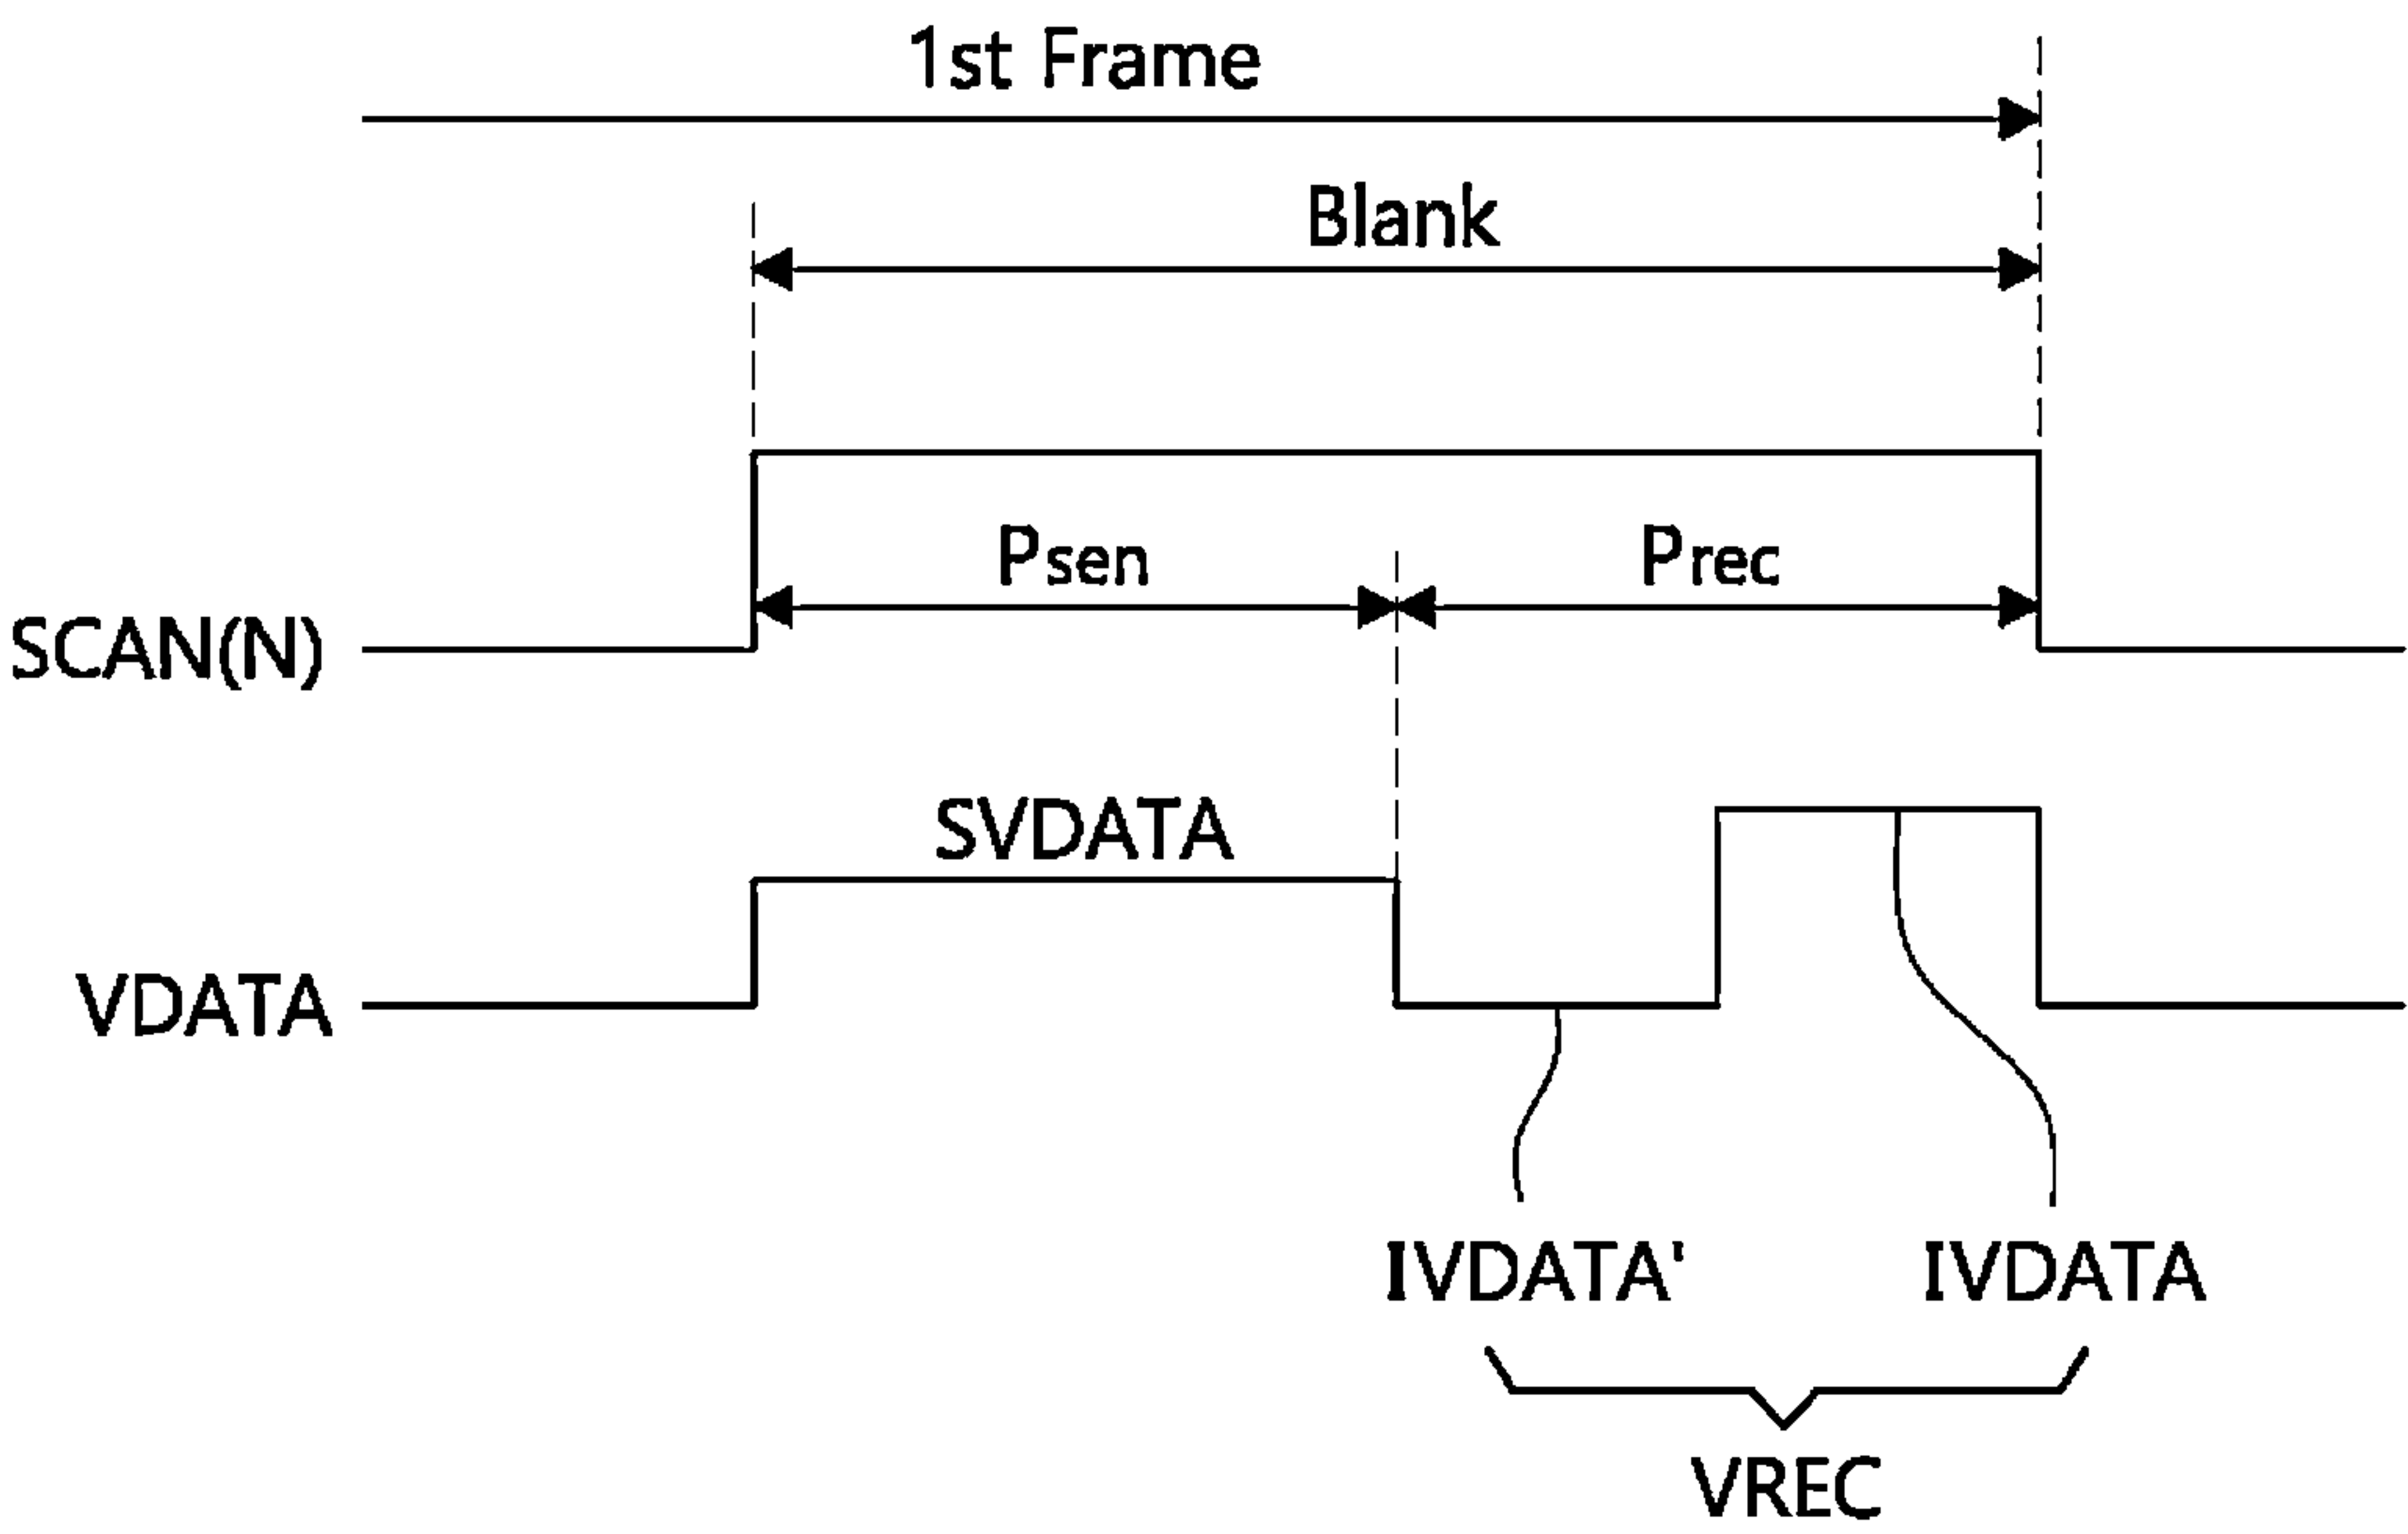 1st Frame
Blank
Psen
Prec
SCAN(N)
SVDATA
VDATA
IVDATA'
IVDATA
VREC